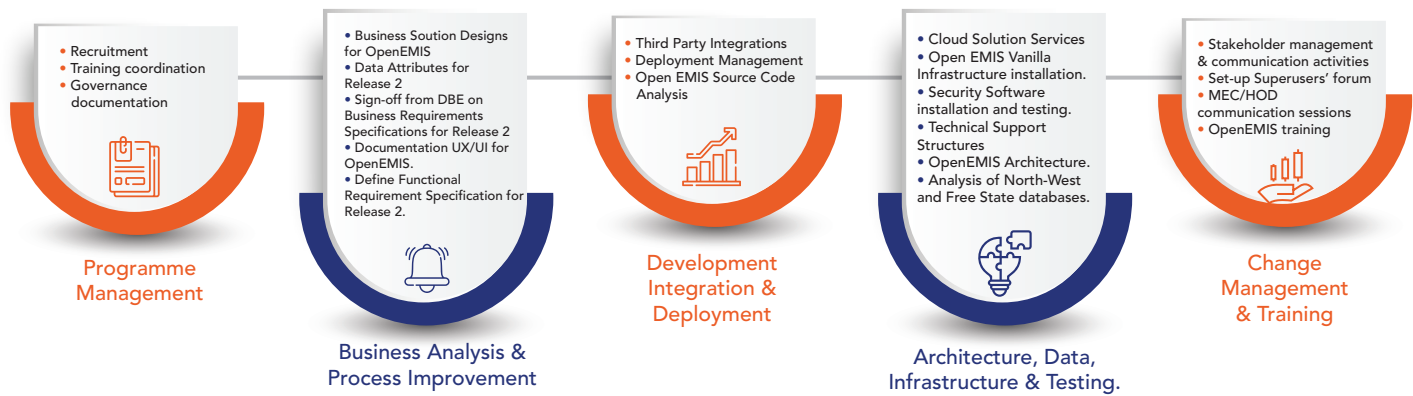 • Recruitment
• Training coordination
• Governance
documentation
Programme
Management
• Business Soution Designs
for OpenEMIS
• Data Attributes for
Release 2
• Sign-off from DBE on
Business Requirements
Specifications for Release 2
• Documentation UX/UI for
OpenEMIS.
• Define Functional
Requirement Specification for
Release 2.
Business Analysis &
Process Improvement
• Third Party Integrations
• Deployment Management
• Open EMIS Source Code
Analysis
Development
Integration &
Deployment
• Cloud Solution Services
• Open EMIS Vanilla
Infrastructure installation.
• Security Software
installation and testing.
• Technical Support
Structures
• OpenEMIS Architecture.
• Analysis of North-West
and Free State databases.
Architecture, Data,
Infrastructure & Testing.
• Stakeholder management
& communication activities
• Set-up Superusers' forum
• MEC/HOD
communication sessions
• OpenEMIS training
Change
Management
& Training